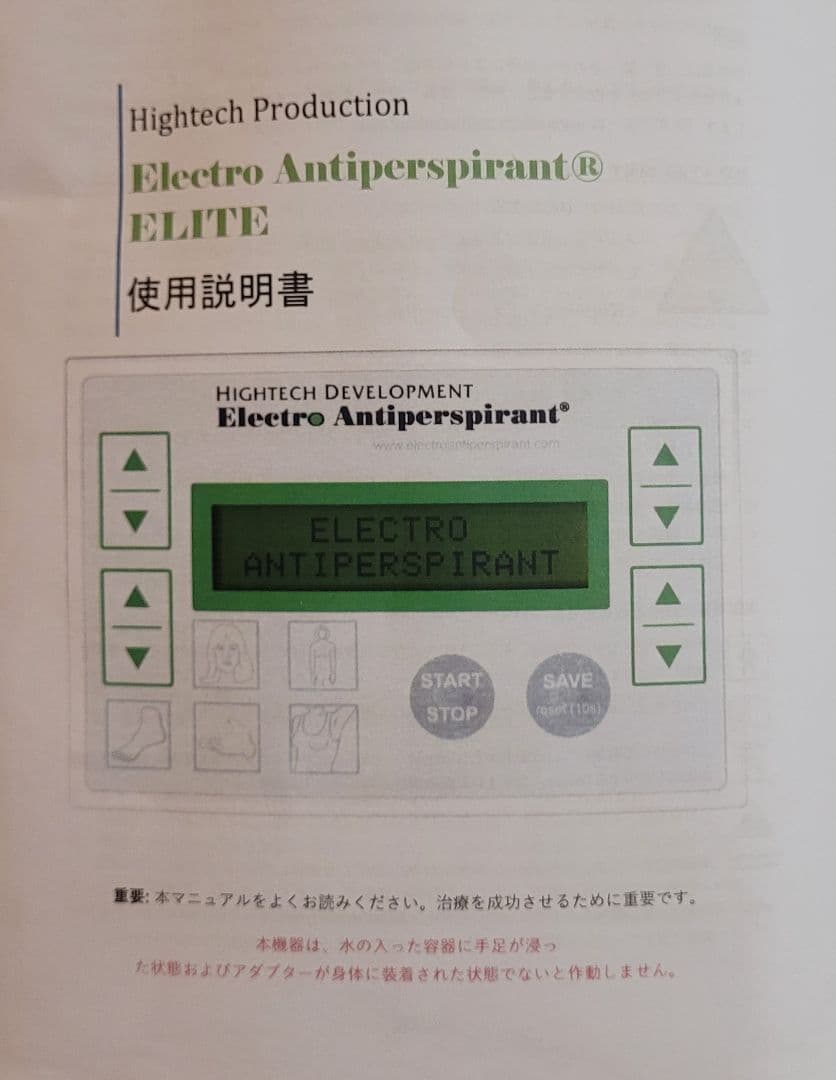 Hightech Production
Electro Antiperspirant®
ELITE
使用説明書
HIGHTECH DEVELOPMENT
Electro Antiperspirant®
www.electroantiperspirant.com
ELECTRO
ANTIPERSPIRANT
START
STOP
SAVE
reset (10s)
重要: 本マニュアルをよくお読みください。治療を成功させるために重要です。
本機器は、水の入った容器に手足が浸っ
た状態およびアダプターが身体に装着された状態でないと作動しません。